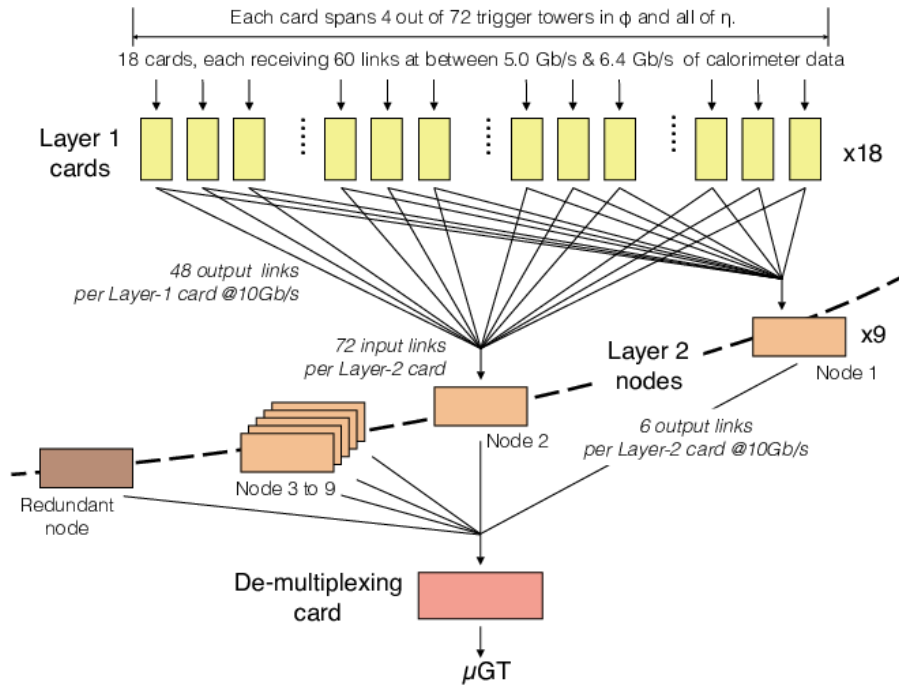 Each card spans 4 out of 72 trigger towers in ϕ and all of η.
18 cards, each receiving 60 links at between 5.0 Gb/s & 6.4 Gb/s of calorimeter data
Layer 1
cards
x18
48 output links
per Layer-1 card @10Gb/s
72 input links
per Layer-2 card
Layer 2
nodes
x9
Node 1
Node 2
6 output links
per Layer-2 card @10Gb/s
Node 3 to 9
Redundant
node
De-multiplexing
card
μGT